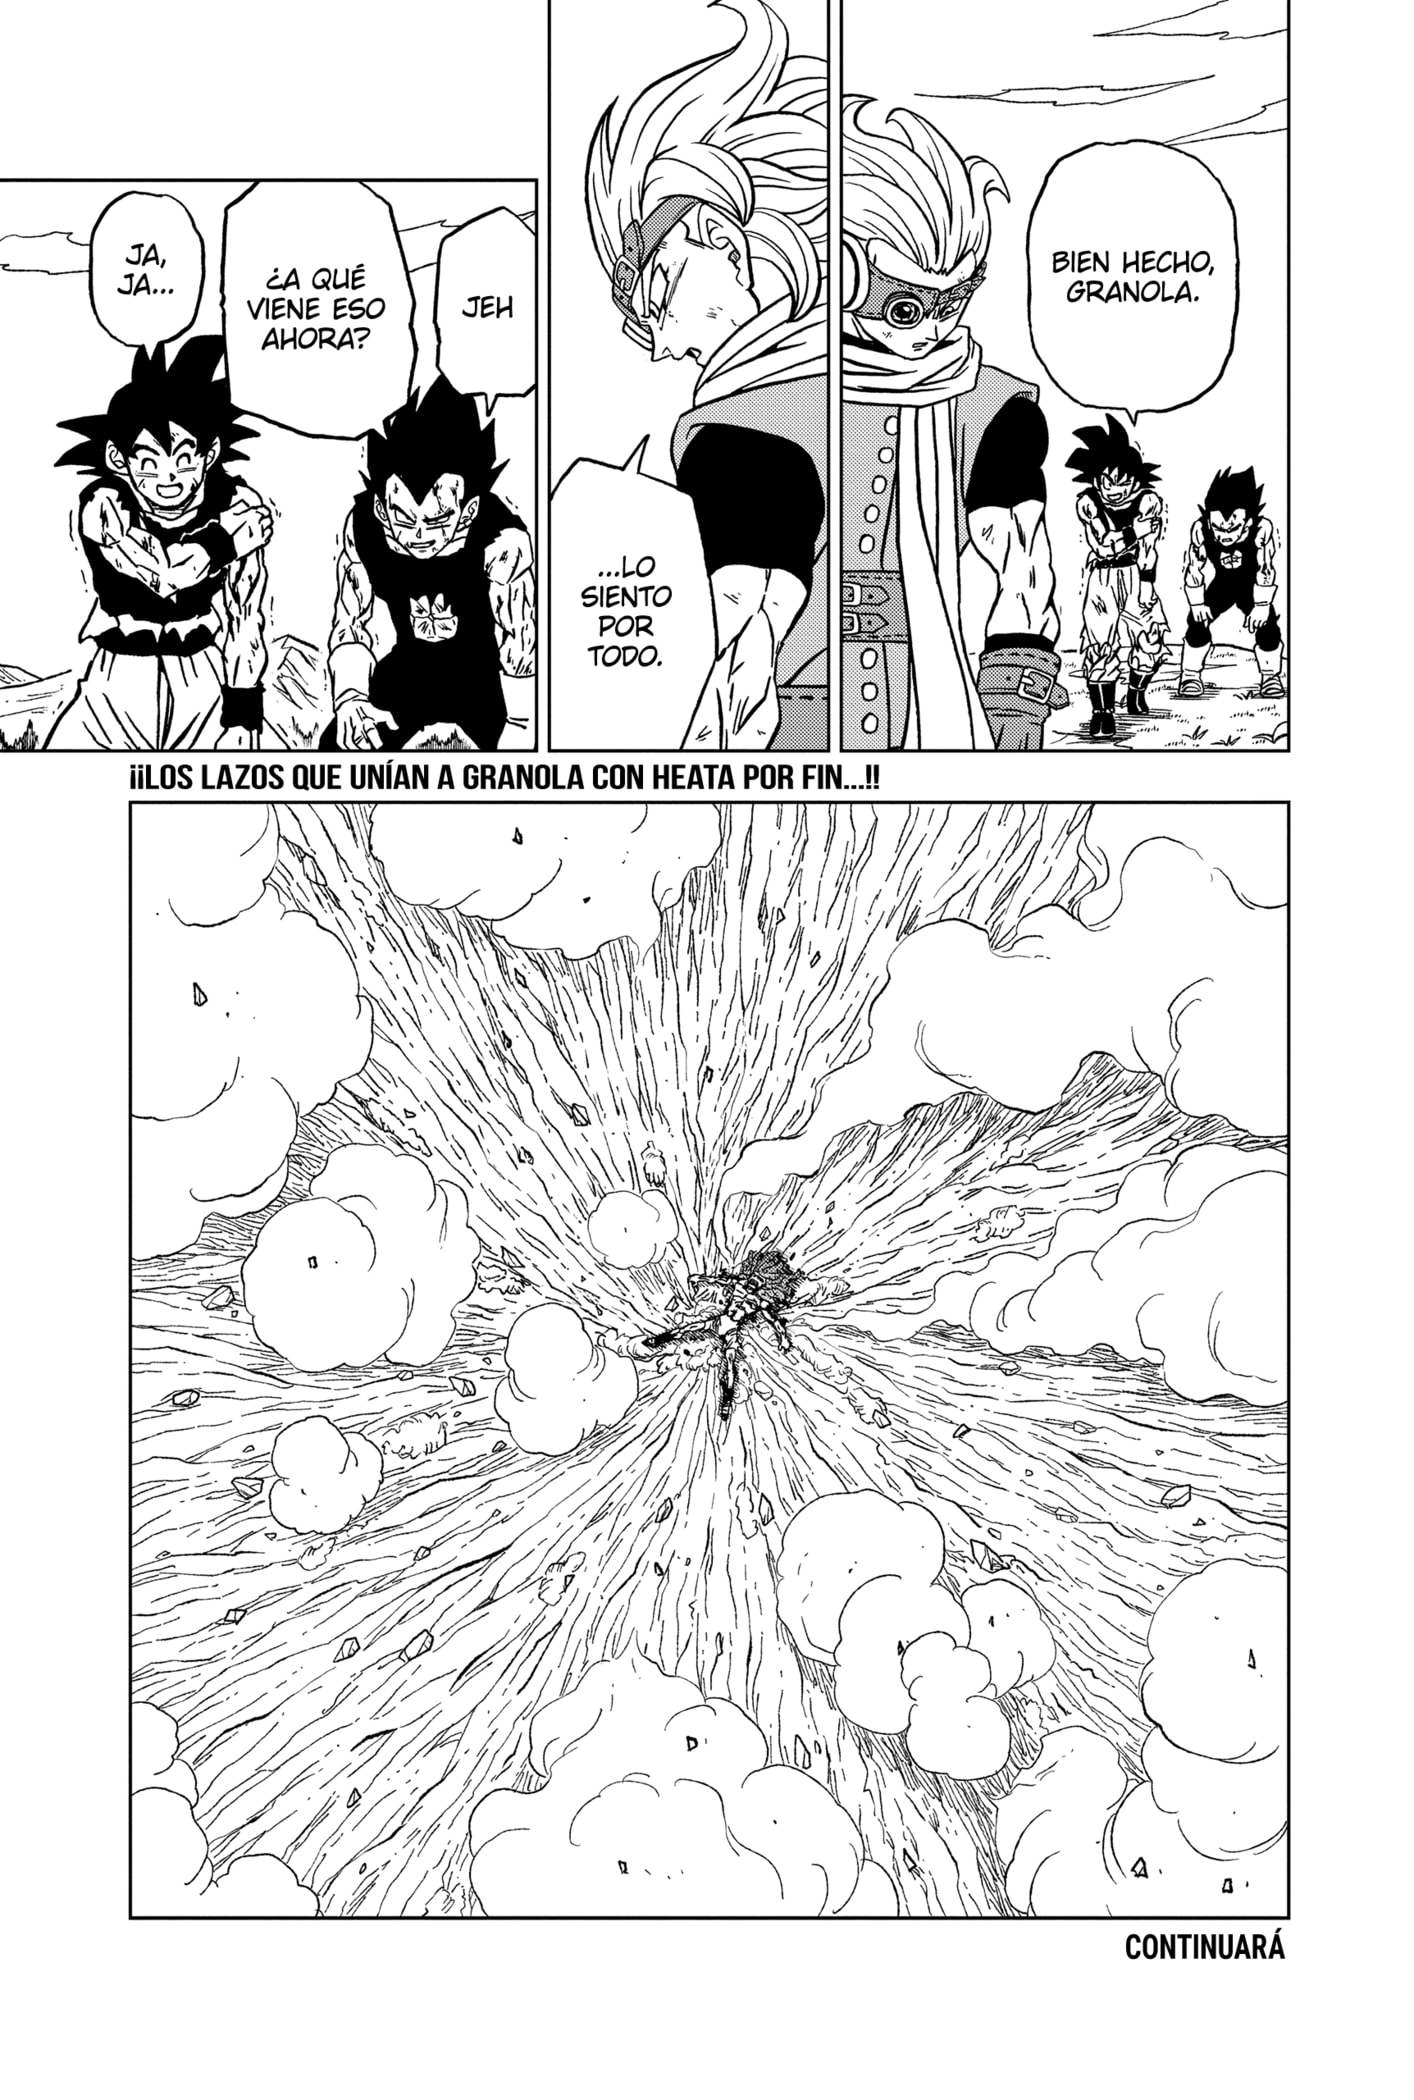 BIEN HECHO,
GRANOLA.
...LO
SIENTO
POR
TODO.
JEH
¿A QUÉ
VIENE ESO
AHORA?
JA,
JA...
¡¡LOS LAZOS QUE UNÍAN A GRANOLA CON HEATA POR FIN...!!
CONTINUARÁ